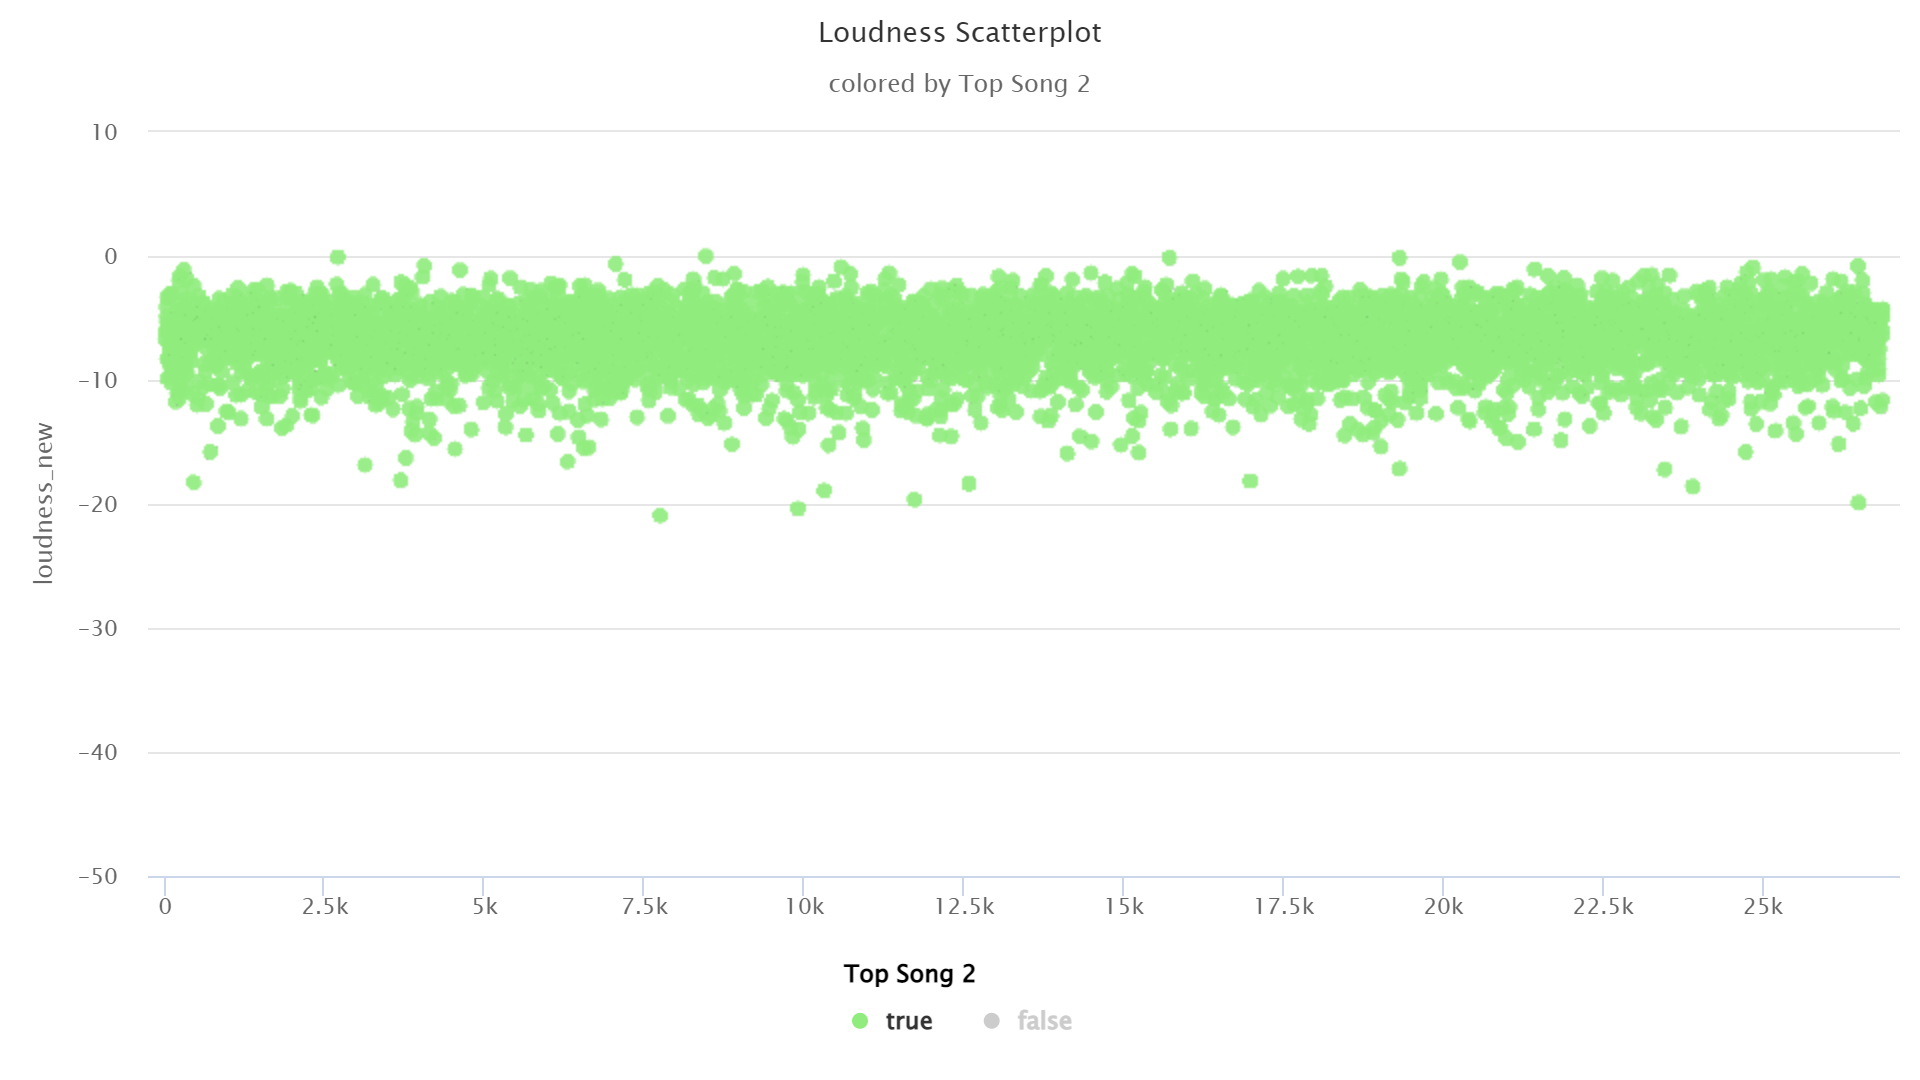 Loudness Scatterplot
colored by Top Song 2
10
0
−10
−20
−30
−40
−50
loudness_new
0 2.5k 5k 7.5k 10k 12.5k 15k 17.5k 20k 22.5k 25k
Top Song 2
true false